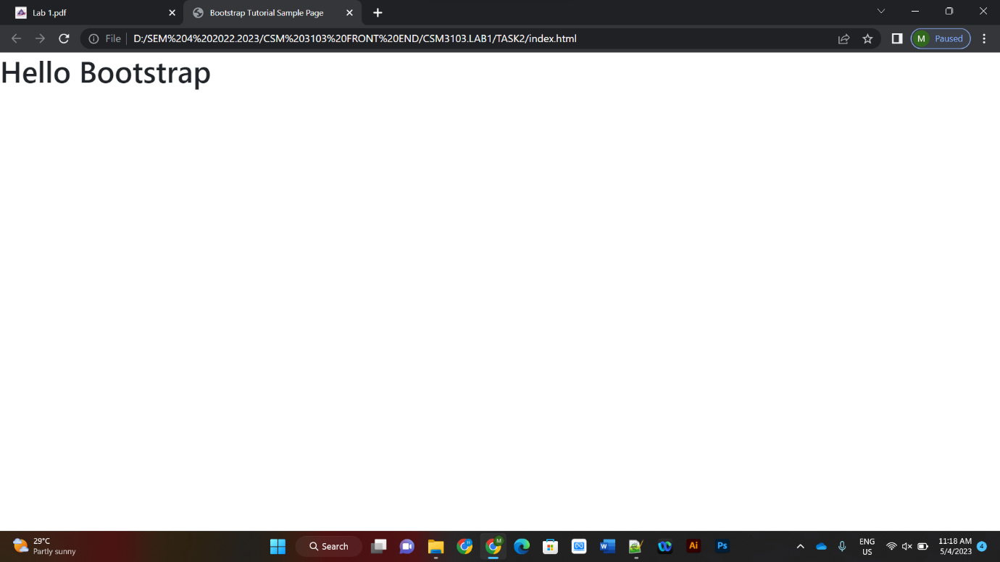 Lab 1.pdf
Bootstrap Tutorial Sample Page
File
D:/SEM%204%202022.2023/CSM%203103%20FRONT%20END/CSM3103.LAB1/TASK2/index.html
M
Paused
Hello Bootstrap
29°C
Partly sunny
Search
M
W
Ai
Ps
ENG
US
11:18 AM
5/4/2023
4